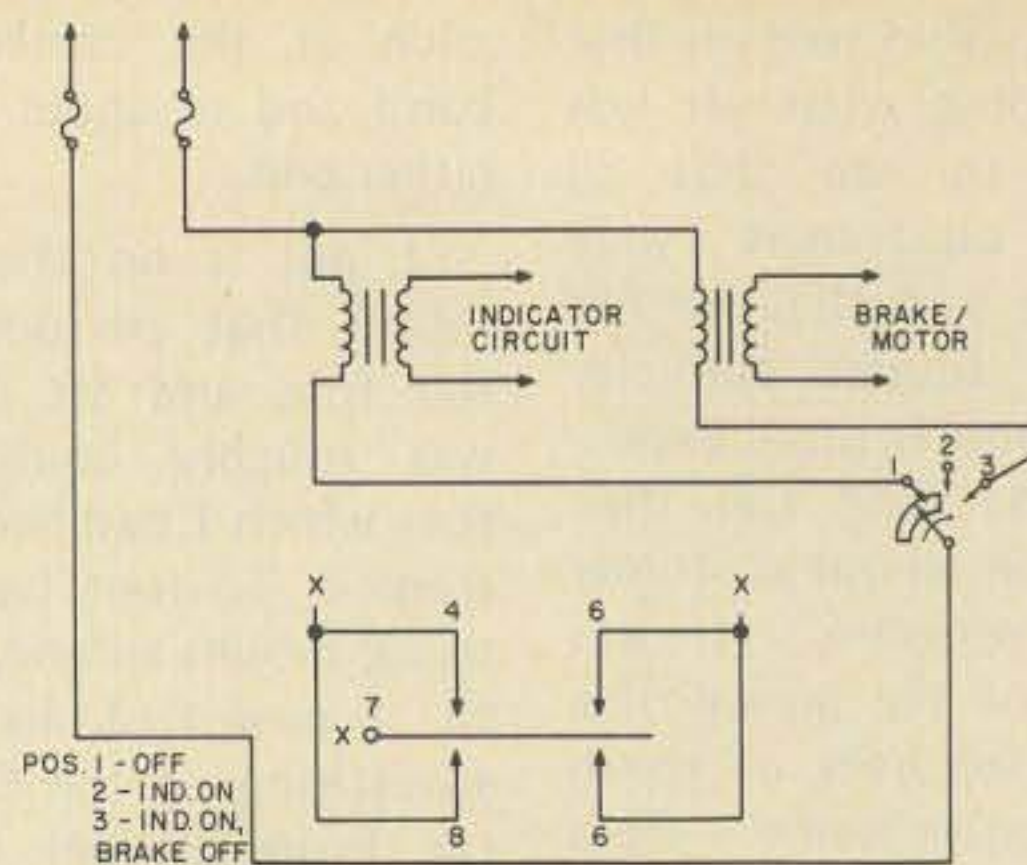 INDICATOR
CIRCUIT
BRAKE /
MOTOR
1
2
3
X
4
6
X
X
7
8
6
POS. 1 - OFF
2 - IND. ON
3 - IND. ON,
BRAKE OFF